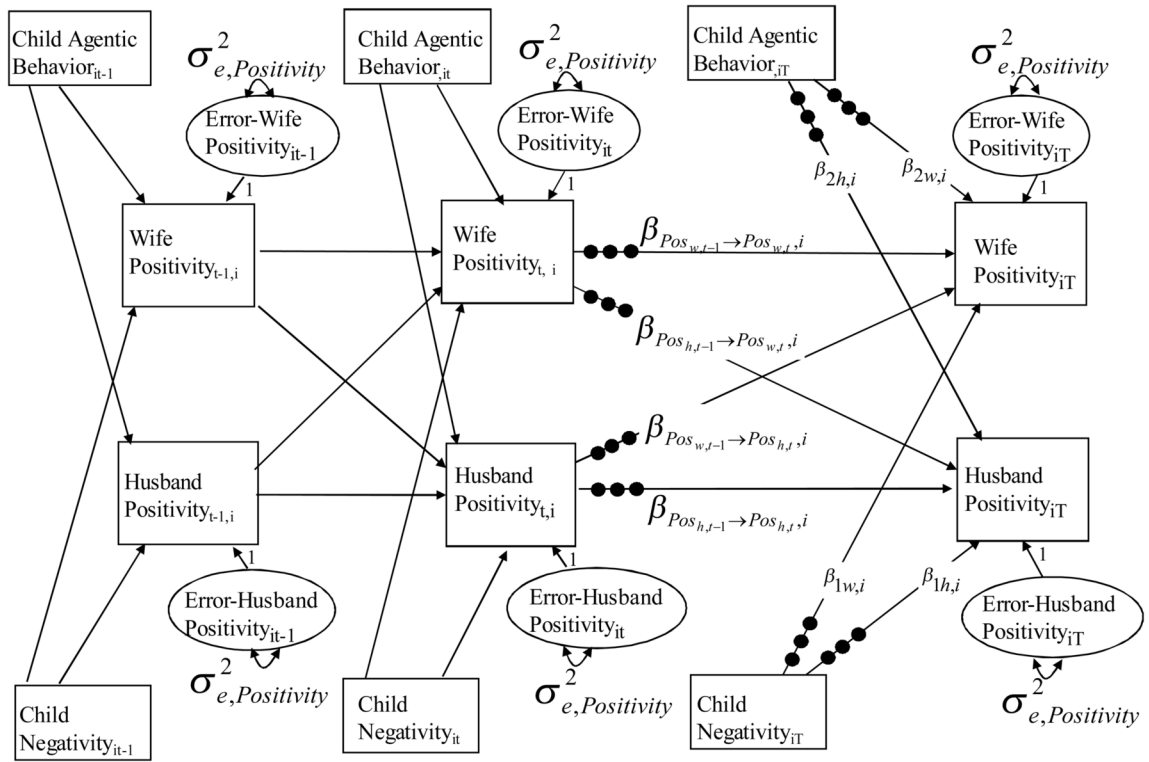 Child Agentic
Behavior_it-1
σ²_e,Positivity
Error-Wife
Positivity_it-1
1
Wife
Positivity_t-1,i
Husband
Positivity_t-1,i
1
Error-Husband
Positivity_it-1
σ²_e,Positivity
Child
Negativity_it-1
Child Agentic
Behavior_,it
σ²_e,Positivity
Error-Wife
Positivity_it
1
Wife
Positivity_t, i
Husband
Positivity_t,i
1
Error-Husband
Positivity_it
σ²_e,Positivity
Child
Negativity_it
β_Pos_w,t−1→Pos_w,t,i
β_Pos_h,t−1→Pos_w,t,i
β_Pos_w,t−1→Pos_h,t,i
β_Pos_h,t−1→Pos_h,t,i
Child Agentic
Behavior_,iT
β_2h,i
β_2w,i
σ²_e,Positivity
Error-Wife
Positivity_iT
1
Wife
Positivity_iT
Husband
Positivity_iT
β_1w,i
β_1h,i
1
Error-Husband
Positivity_iT
σ²_e,Positivity
Child
Negativity_iT